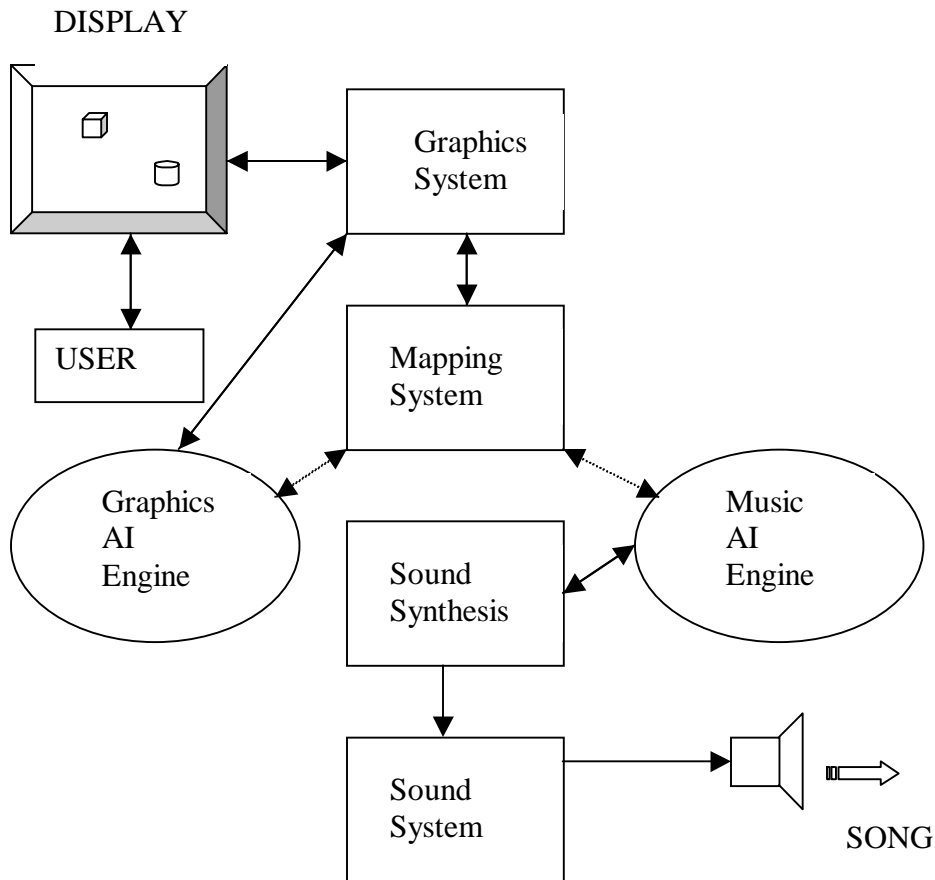 DISPLAY
Graphics
System
USER
Mapping
System
Graphics
AI
Engine
Music
AI
Engine
Sound
Synthesis
Sound
System
SONG